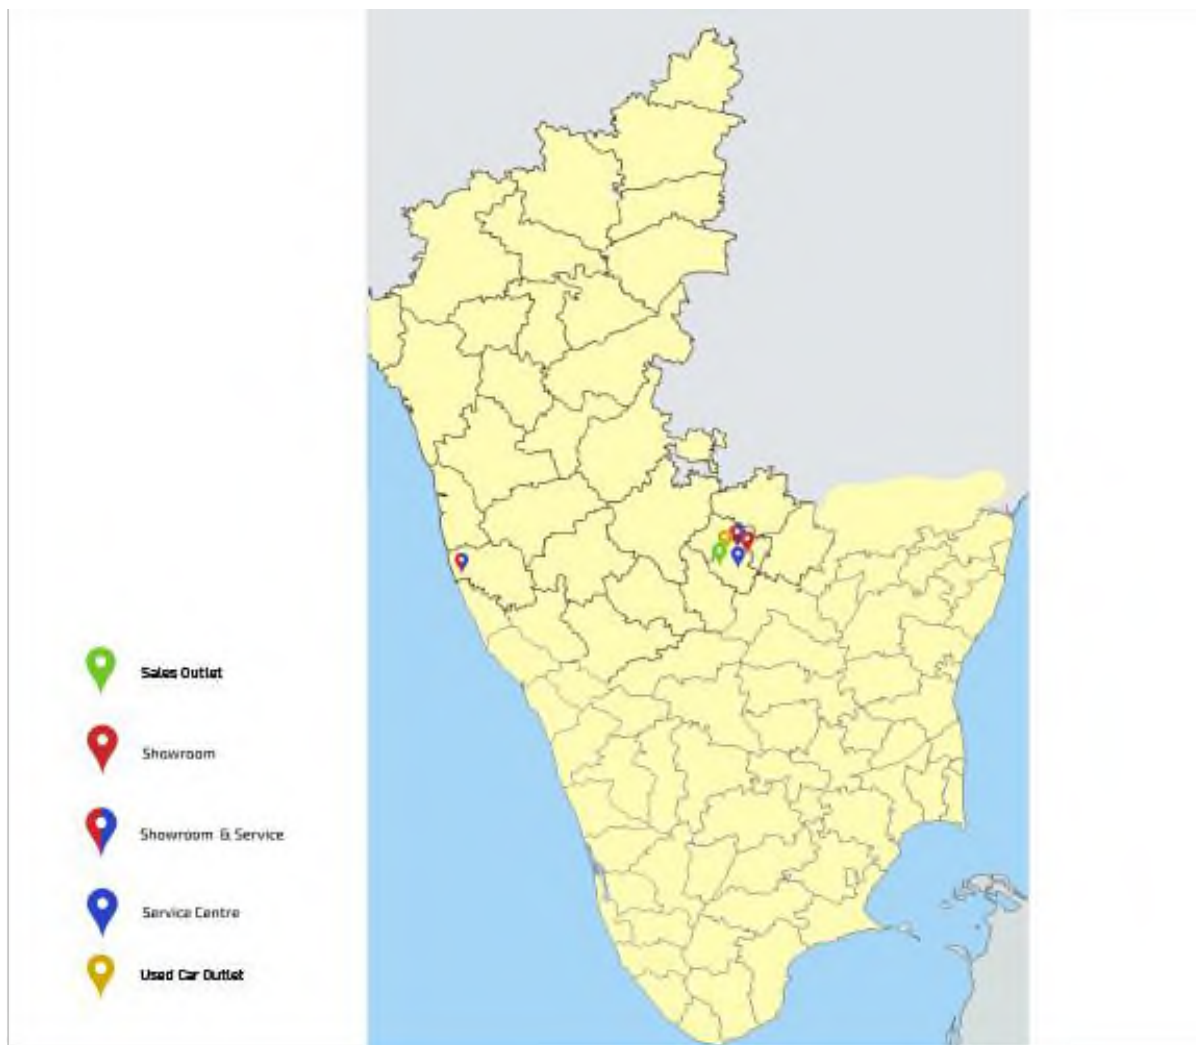 Sales Outlet
Showroom
Showroom & Service
Service Centre
Used Car Outlet